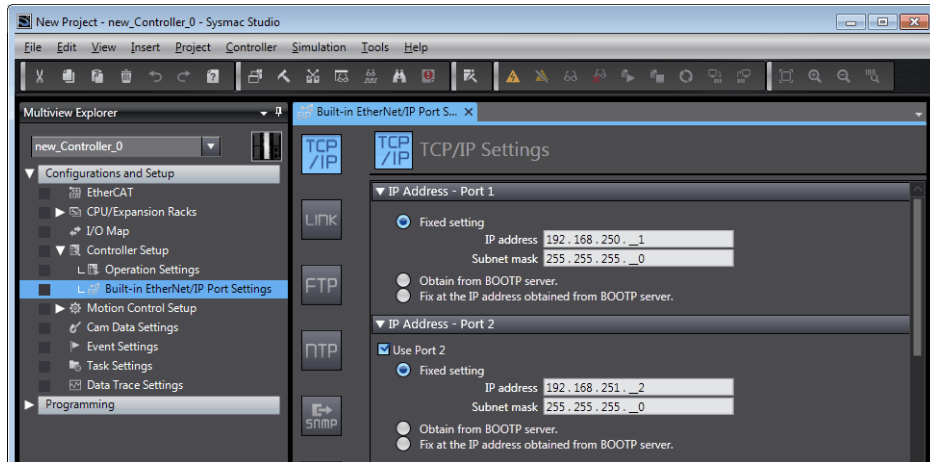 New Project - new_Controller_0 - Sysmac Studio
File Edit View Insert Project Controller Simulation Tools Help
Multiview Explorer
new_Controller_0
Configurations and Setup
EtherCAT
CPU/Expansion Racks
I/O Map
Controller Setup
Operation Settings
Built-in EtherNet/IP Port Settings
Motion Control Setup
Cam Data Settings
Event Settings
Task Settings
Data Trace Settings
Programming
Built-in EtherNet/IP Port S...
TCP/IP
LINK
FTP
NTP
SNMP
TCP/IP TCP/IP Settings
IP Address - Port 1
Fixed setting
IP address 192.168.250._1
Subnet mask 255.255.255._0
Obtain from BOOTP server.
Fix at the IP address obtained from BOOTP server.
IP Address - Port 2
Use Port 2
Fixed setting
IP address 192.168.251._2
Subnet mask 255.255.255._0
Obtain from BOOTP server.
Fix at the IP address obtained from BOOTP server.